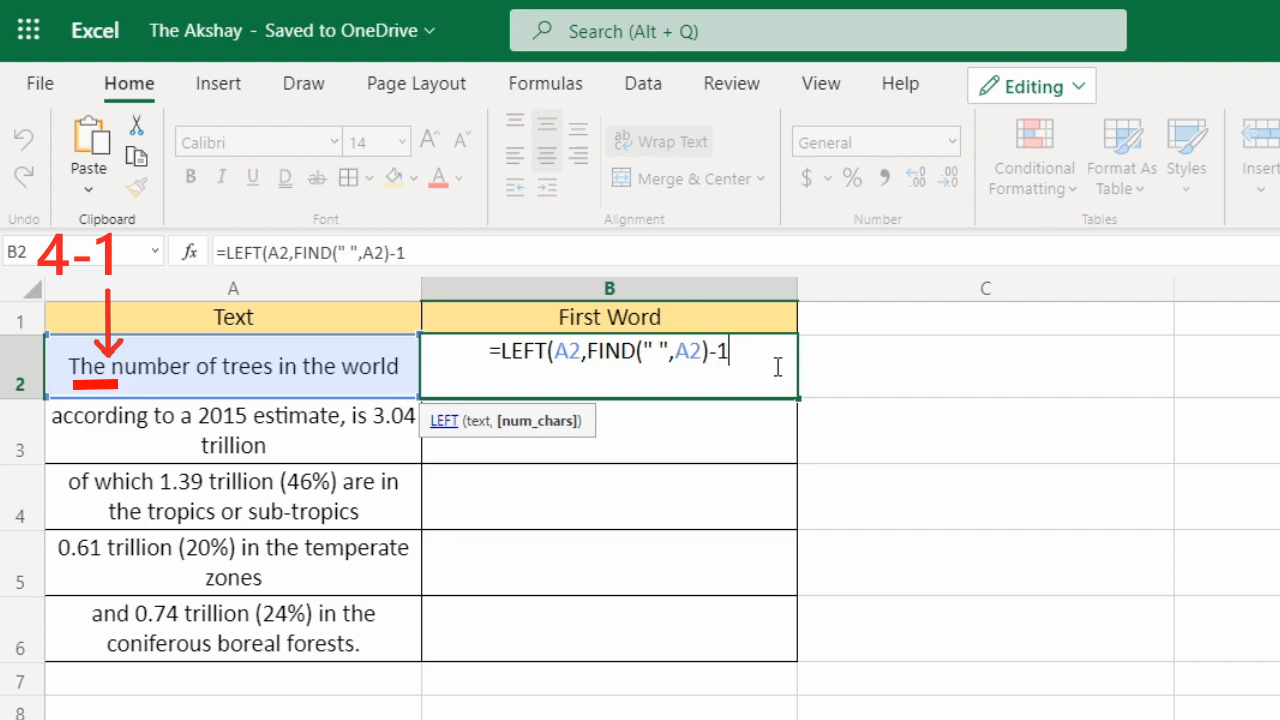 Excel The Akshay - Saved to OneDrive Search (Alt + Q)
File Home Insert Draw Page Layout Formulas Data Review View Help Editing
Calibri 14 A^ A˅ ab Wrap Text General
Paste B I U D ab A Merge & Center $ % 9 .00 .00 Conditional Formatting Format As Table Styles Insert
Undo Clipboard Font Alignment Number Tables
B2 4-1 fx =LEFT(A2,FIND(" ",A2)-1
A B C
1 Text First Word
2 The number of trees in the world =LEFT(A2,FIND(" ",A2)-1
LEFT (text, [num_chars])
3 according to a 2015 estimate, is 3.04
trillion
4 of which 1.39 trillion (46%) are in
the tropics or sub-tropics
5 0.61 trillion (20%) in the temperate
zones
6 and 0.74 trillion (24%) in the
coniferous boreal forests.
7
8